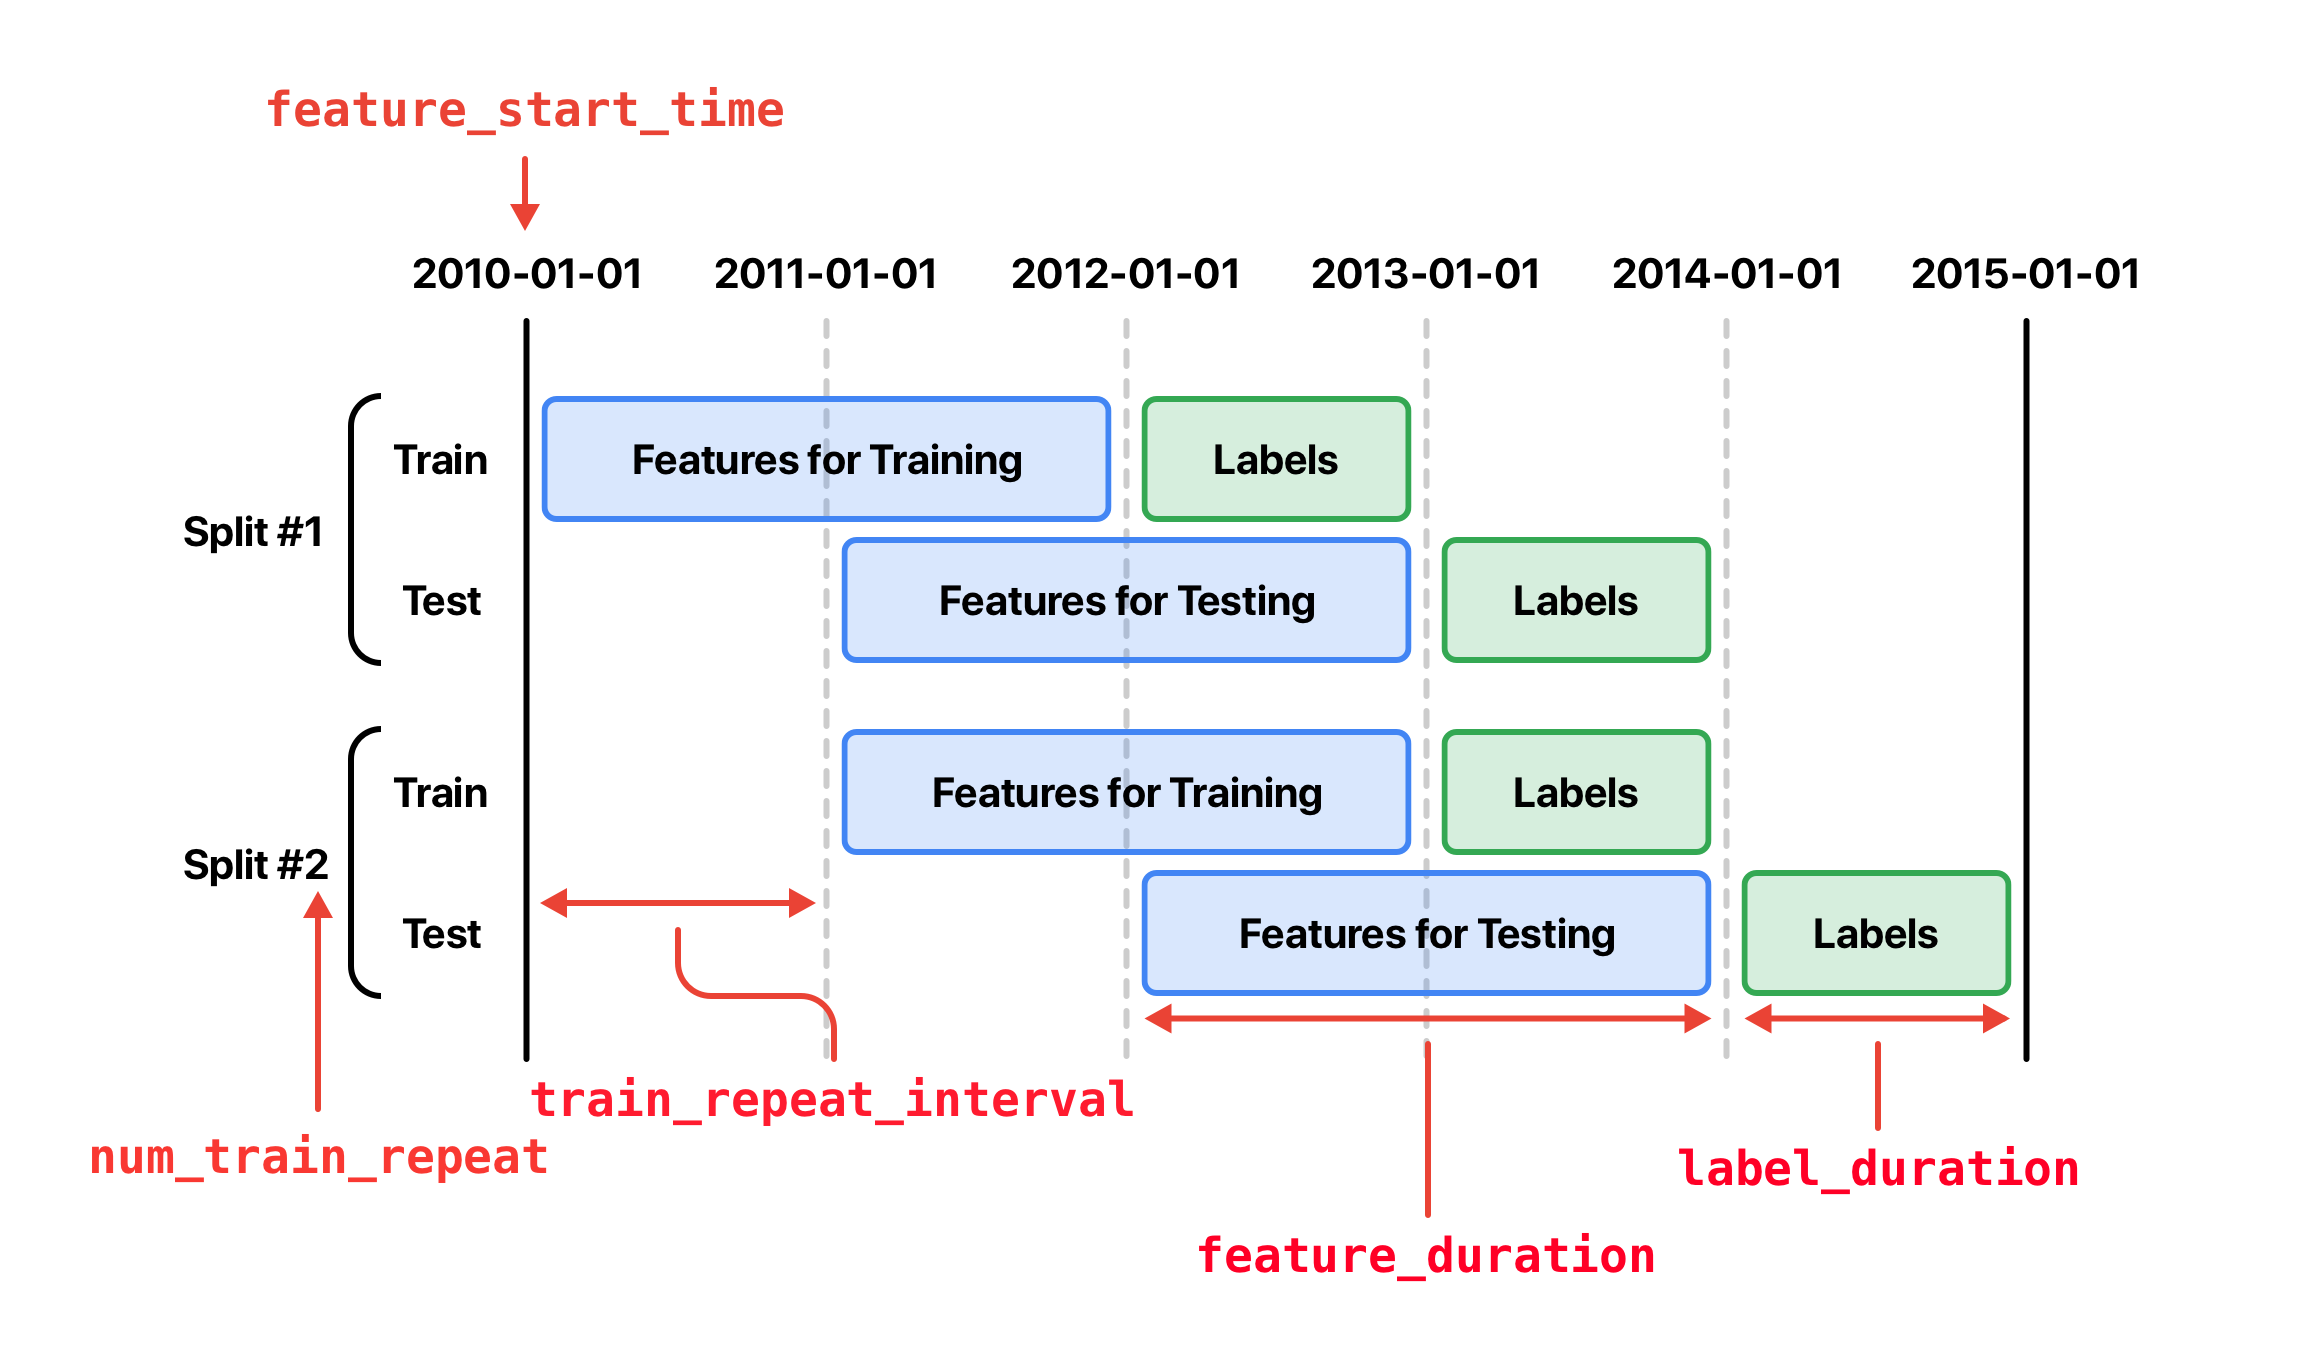 feature_start_time
2010-01-01 2011-01-01 2012-01-01 2013-01-01 2014-01-01 2015-01-01
Split #1
Train Features for Training Labels
Test Features for Testing Labels
Split #2
Train Features for Training Labels
Test Features for Testing Labels
train_repeat_interval
num_train_repeat
label_duration
feature_duration